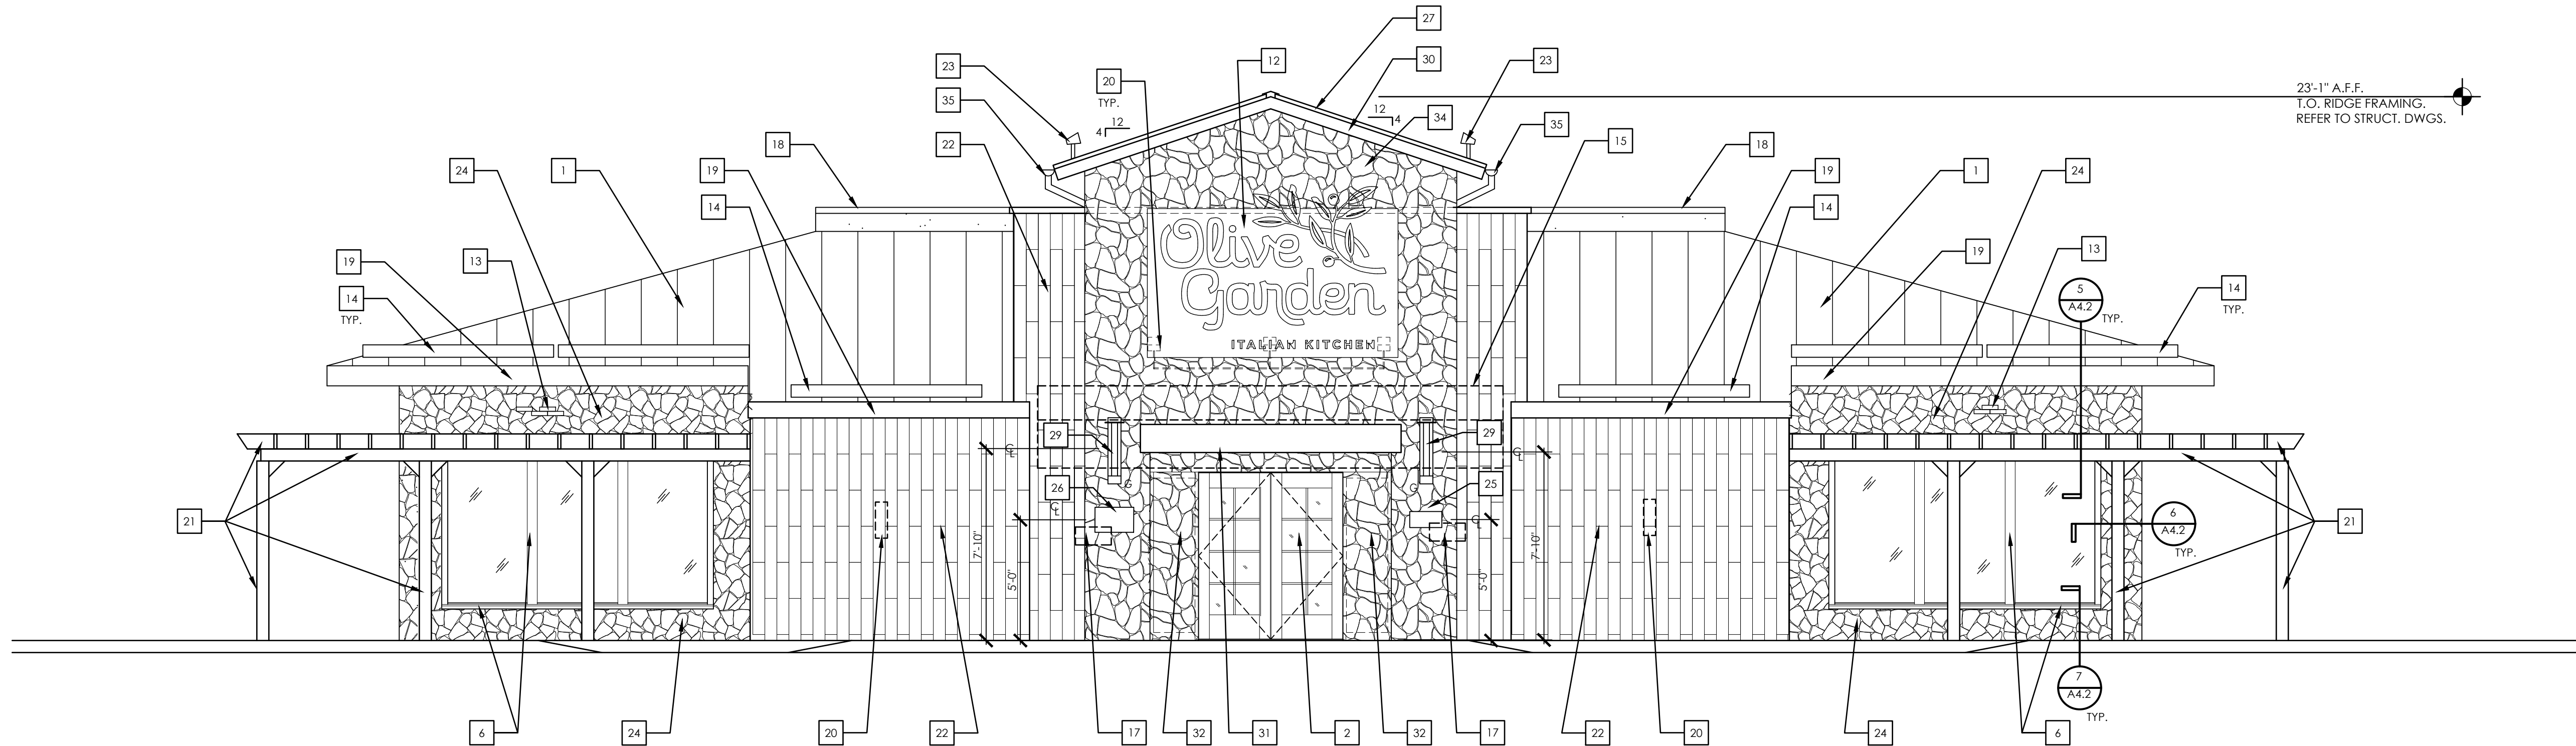 27
23
12
30
23
20
TYP.
23'-1" A.F.F.
T.O. RIDGE FRAMING.
REFER TO STRUCT. DWGS.
35
12
4
12
4
34
35
18
22
15
18
24
1
19
19
1
24
14
14
19
13
19
13
14
TYP.
14
TYP.
5
A4.2
TYP.
Olive
Garden
ITALIAN KITCHEN
29
29
CL
CL
26
25
CL
CL
G
G
21
7'-10"
5'-0"
5'-0"
7'-10"
6
A4.2
TYP.
21
7
A4.2
TYP.
6
24
20
22
17
32
31
2
32
17
22
20
24
6